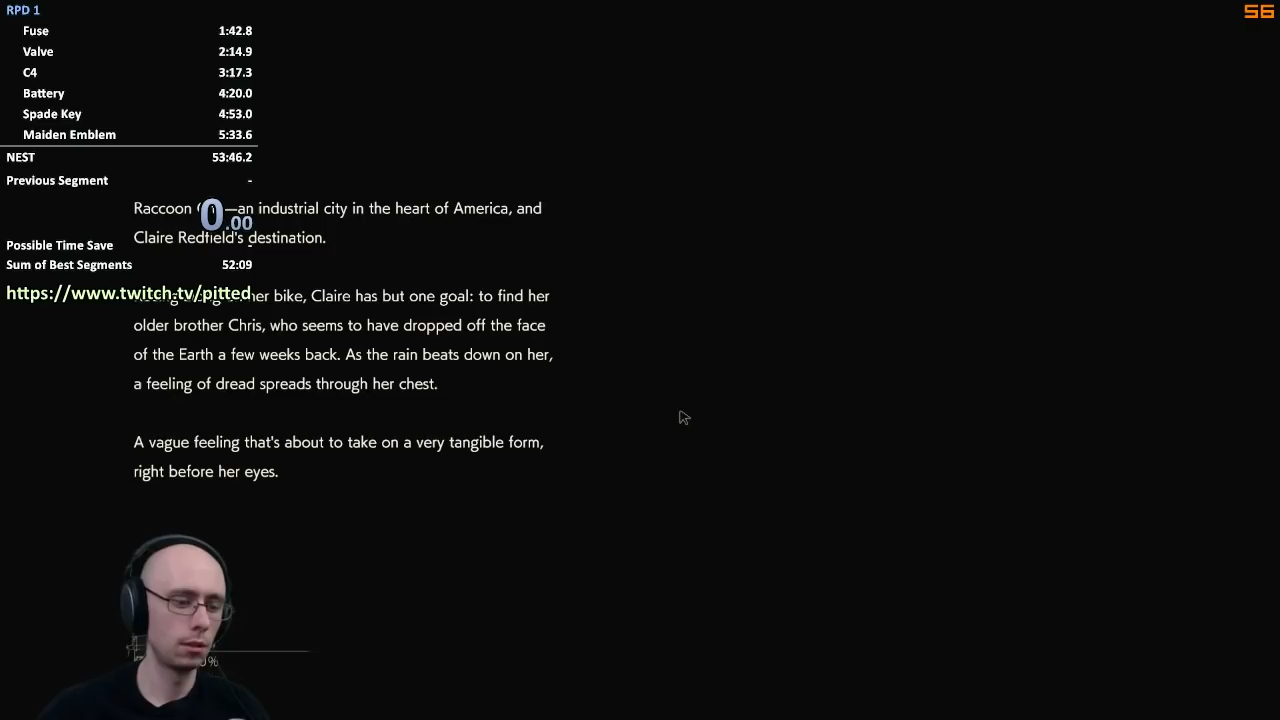 RPD 1
56
Fuse 1:42.8
Valve 2:14.9
C4 3:17.3
Battery 4:20.0
Spade Key 4:53.0
Maiden Emblem 5:33.6
NEST 53:46.2
Previous Segment -
0.00
Raccoon —an industrial city in the heart of America, and
Claire Redfield's destination.
Possible Time Save -
Sum of Best Segments 52:09
https://www.twitch.tv/pitted
her bike, Claire has but one goal: to find her
older brother Chris, who seems to have dropped off the face
of the Earth a few weeks back. As the rain beats down on her,
a feeling of dread spreads through her chest.
A vague feeling that's about to take on a very tangible form,
right before her eyes.